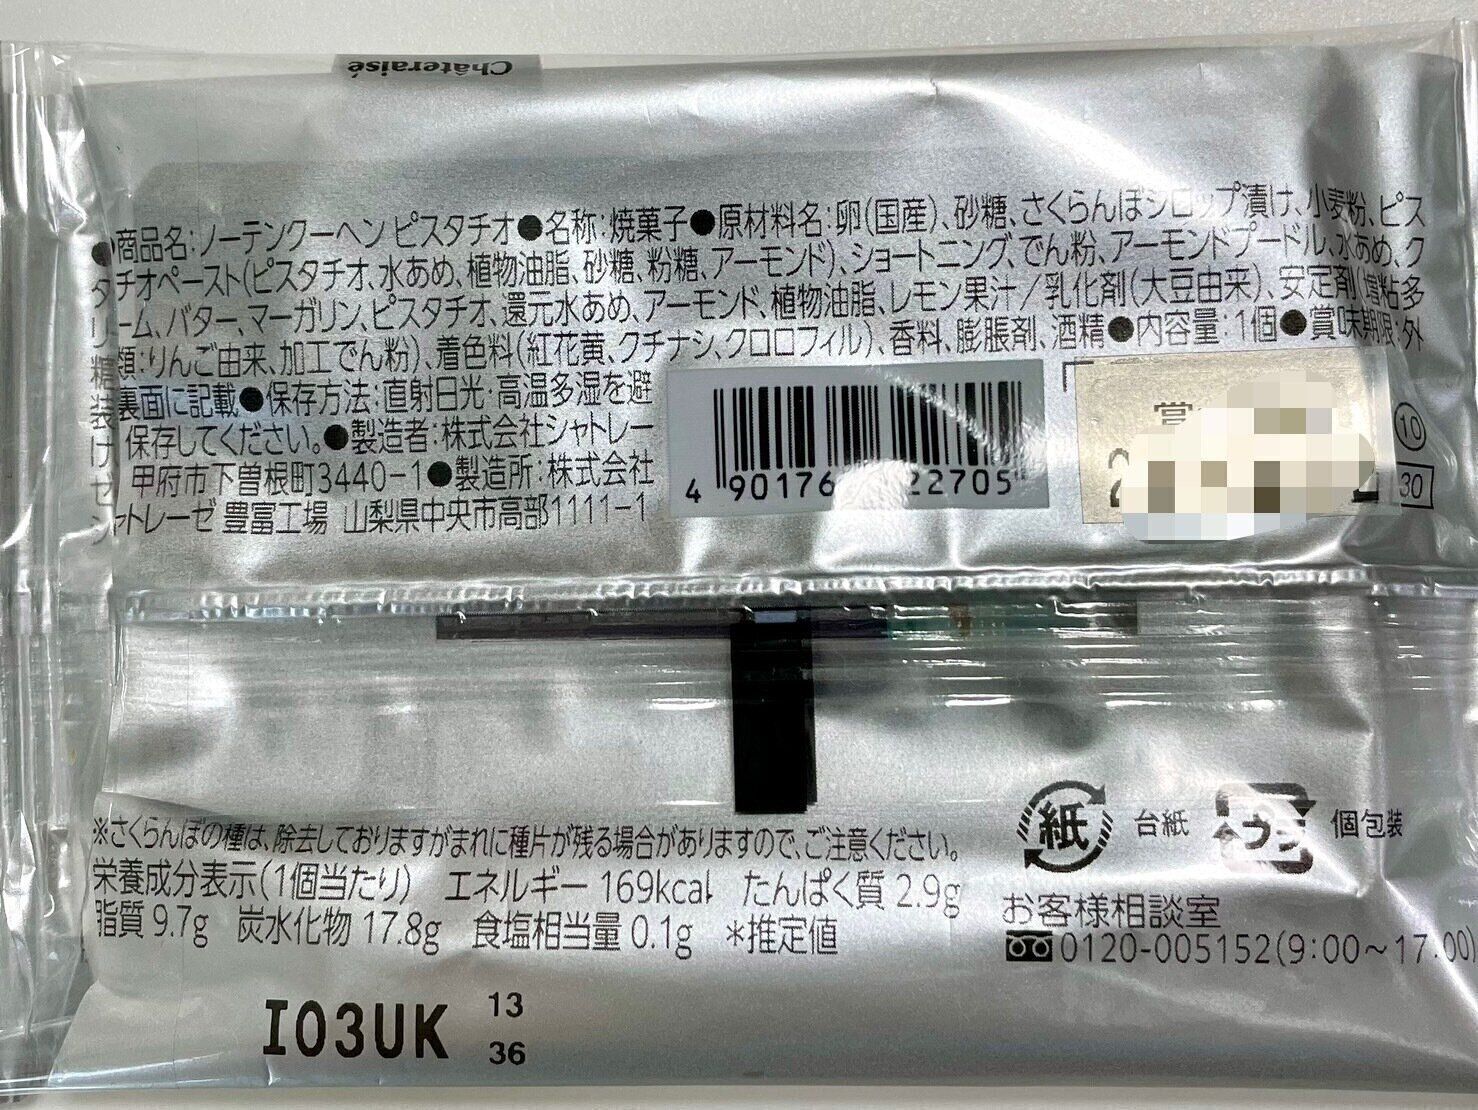 Châteraisé
●商品名:ノーテンクーヘン ピスタチオ●名称:焼菓子●原材料名:卵(国産)、砂糖、さくらんぼシロップ漬け、小麦粉、ピス
タチオペースト(ピスタチオ、水あめ、植物油脂、砂糖、粉糖、アーモンド)、ショートニング、でん粉、アーモンドプードル、水あめ、ク
リーム、バター、マーガリン、ピスタチオ、還元水あめ、アーモンド、植物油脂、レモン果汁/乳化剤(大豆由来)、安定剤(増粘多
糖類:りんご由来、加工でん粉)、着色料(紅花黄、クチナシ、クロロフィル)、香料、膨脹剤、酒精●内容量:1個●賞味期限:外
装裏面に記載●保存方法:直射日光・高温多湿を避
け保存してください。●製造者:株式会社シャトレー
ゼ 甲府市下曽根町3440-1●製造所:株式会社
シャトレーゼ 豊富工場 山梨県中央市高部1111-1
4 90176 22705
賞
2
10
30
※さくらんぼの種は、除去しておりますがまれに種片が残る場合がありますので、ご注意ください。
栄養成分表示(1個当たり) エネルギー 169kcal たんぱく質 2.9g
脂質 9.7g 炭水化物 17.8g 食塩相当量 0.1g *推定値
紙 台紙 プラ 個包装
お客様相談室
0120-005152(9:00~17:00)
I03UK 13
36